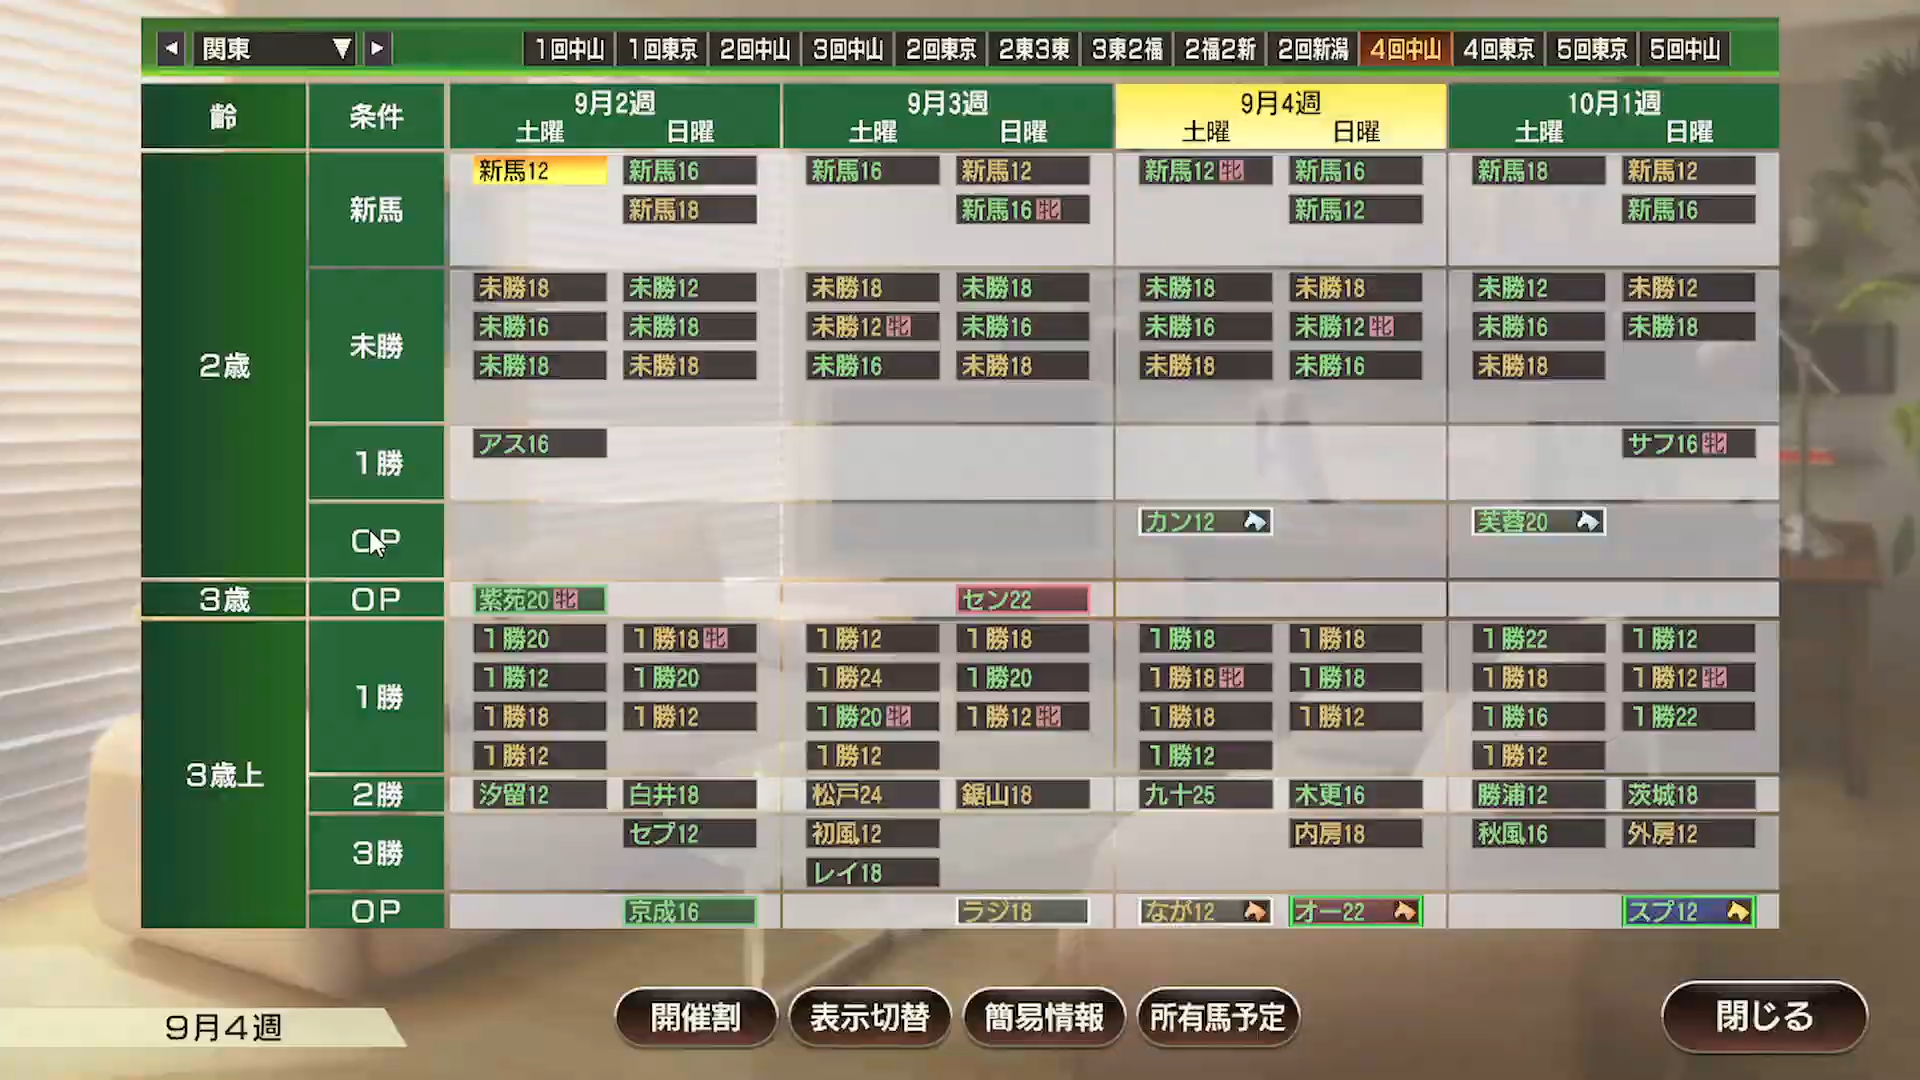 ◀ 関東 ▼ ▶ 1回中山 1回東京 2回中山 3回中山 2回東京 2東3東 3東2福 2福2新 2回新潟 4回中山 4回東京 5回東京 5回中山
齢 条件 9月2週 9月3週 9月4週 10月1週
土曜 日曜 土曜 日曜 土曜 日曜 土曜 日曜
2歳
新馬
新馬12 新馬16 新馬16 新馬12 新馬12牝 新馬16 新馬18 新馬12
新馬18 新馬16牝 新馬12 新馬16
未勝
未勝18 未勝12 未勝18 未勝18 未勝18 未勝18 未勝12 未勝12
未勝16 未勝18 未勝12牝 未勝16 未勝16 未勝12牝 未勝16 未勝18
未勝18 未勝18 未勝16 未勝18 未勝18 未勝16 未勝18
1勝
アス16 サフ16牝
OP
カン12 芙蓉20
3歳 OP 紫苑20牝 セン22
3歳上
1勝
1勝20 1勝18牝 1勝12 1勝18 1勝18 1勝18 1勝22 1勝12
1勝12 1勝20 1勝24 1勝20 1勝18牝 1勝18 1勝18 1勝12牝
1勝18 1勝12 1勝20牝 1勝12牝 1勝18 1勝12 1勝16 1勝22
1勝12 1勝12 1勝12 1勝12
2勝 汐留12 白井18 松戸24 鋸山18 九十25 木更16 勝浦12 茨城18
3勝
セプ12 初風12 内房18 秋風16 外房12
レイ18
OP 京成16 ラジ18 なが12 オー22 スプ12
9月4週 開催割 表示切替 簡易情報 所有馬予定 閉じる